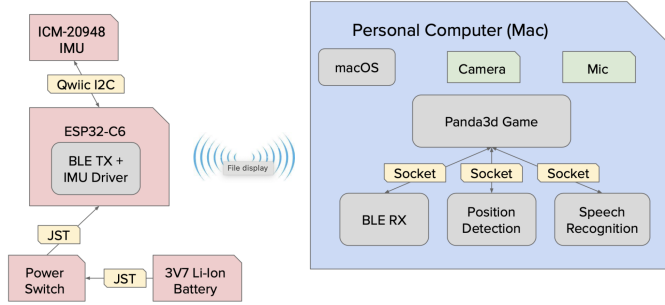 ICM-20948
IMU
Qwiic I2C
ESP32-C6
BLE TX +
IMU Driver
JST
Power
Switch
JST
3V7 Li-Ion
Battery
File display
Personal Computer (Mac)
macOS
Camera
Mic
Panda3d Game
Socket
Socket
Socket
BLE RX
Position
Detection
Speech
Recognition